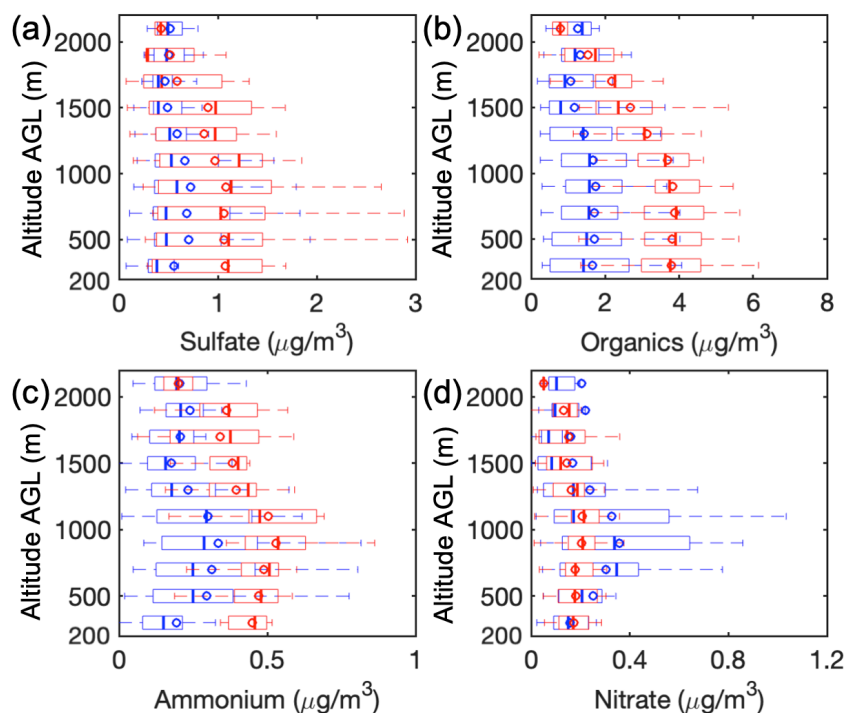 (a)
Altitude AGL (m)
2000
1500
1000
500
200
0 1 2 3
Sulfate (μg/m³)
(b)
Altitude AGL (m)
2000
1500
1000
500
200
0 2 4 6 8
Organics (μg/m³)
(c)
Altitude AGL (m)
2000
1500
1000
500
200
0 0.5 1
Ammonium (μg/m³)
(d)
Altitude AGL (m)
2000
1500
1000
500
200
0 0.4 0.8 1.2
Nitrate (μg/m³)